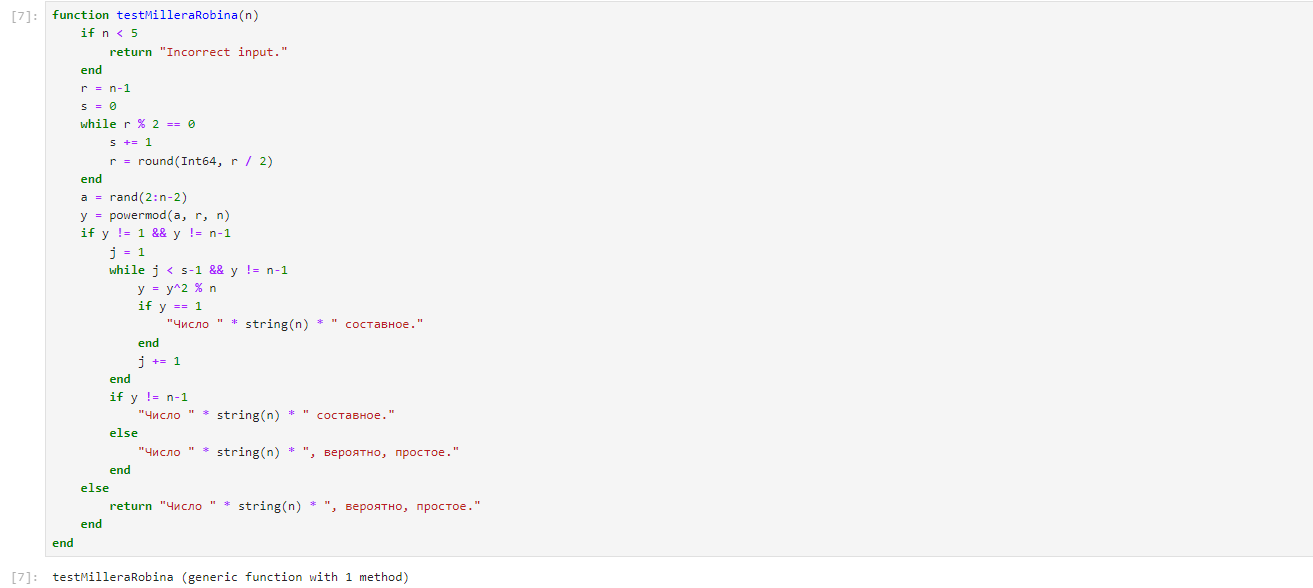 [7]: function testMilleraRobina(n)
    if n < 5
        return "Incorrect input."
    end
    r = n-1
    s = 0
    while r % 2 == 0
        s += 1
        r = round(Int64, r / 2)
    end
    a = rand(2:n-2)
    y = powermod(a, r, n)
    if y != 1 && y != n-1
        j = 1
        while j < s-1 && y != n-1
            y = y^2 % n
            if y == 1
                "Число " * string(n) * " составное."
            end
            j += 1
        end
        if y != n-1
            "Число " * string(n) * " составное."
        else
            "Число " * string(n) * ", вероятно, простое."
        end
    else
        return "Число " * string(n) * ", вероятно, простое."
    end
end
[7]: testMilleraRobina (generic function with 1 method)